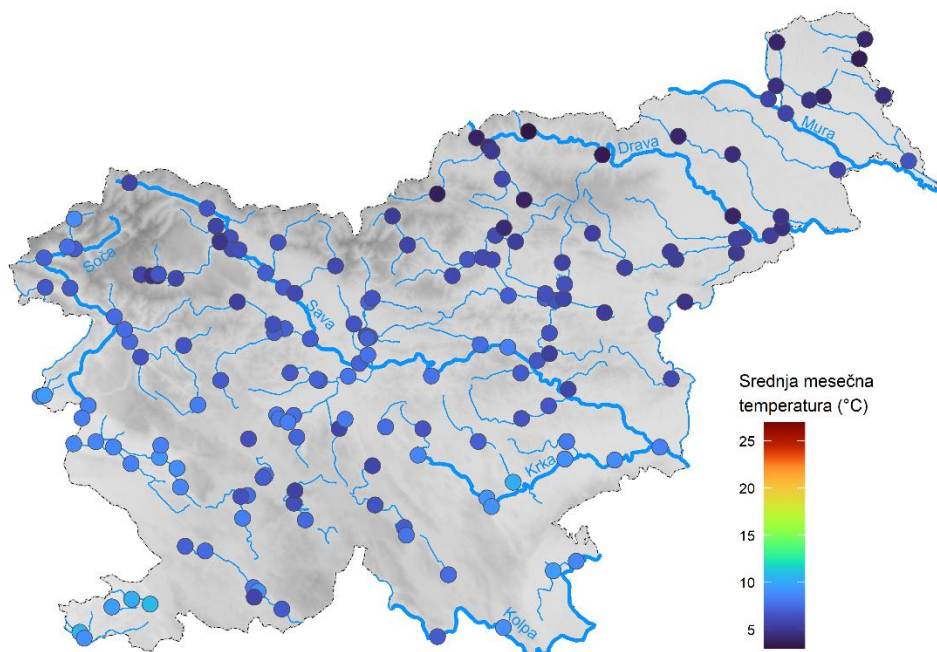 Mura
Drava
Soča
Sava
Srednja mesečna
temperatura (°C)
25
20
15
10
5
Krka
Kolpa